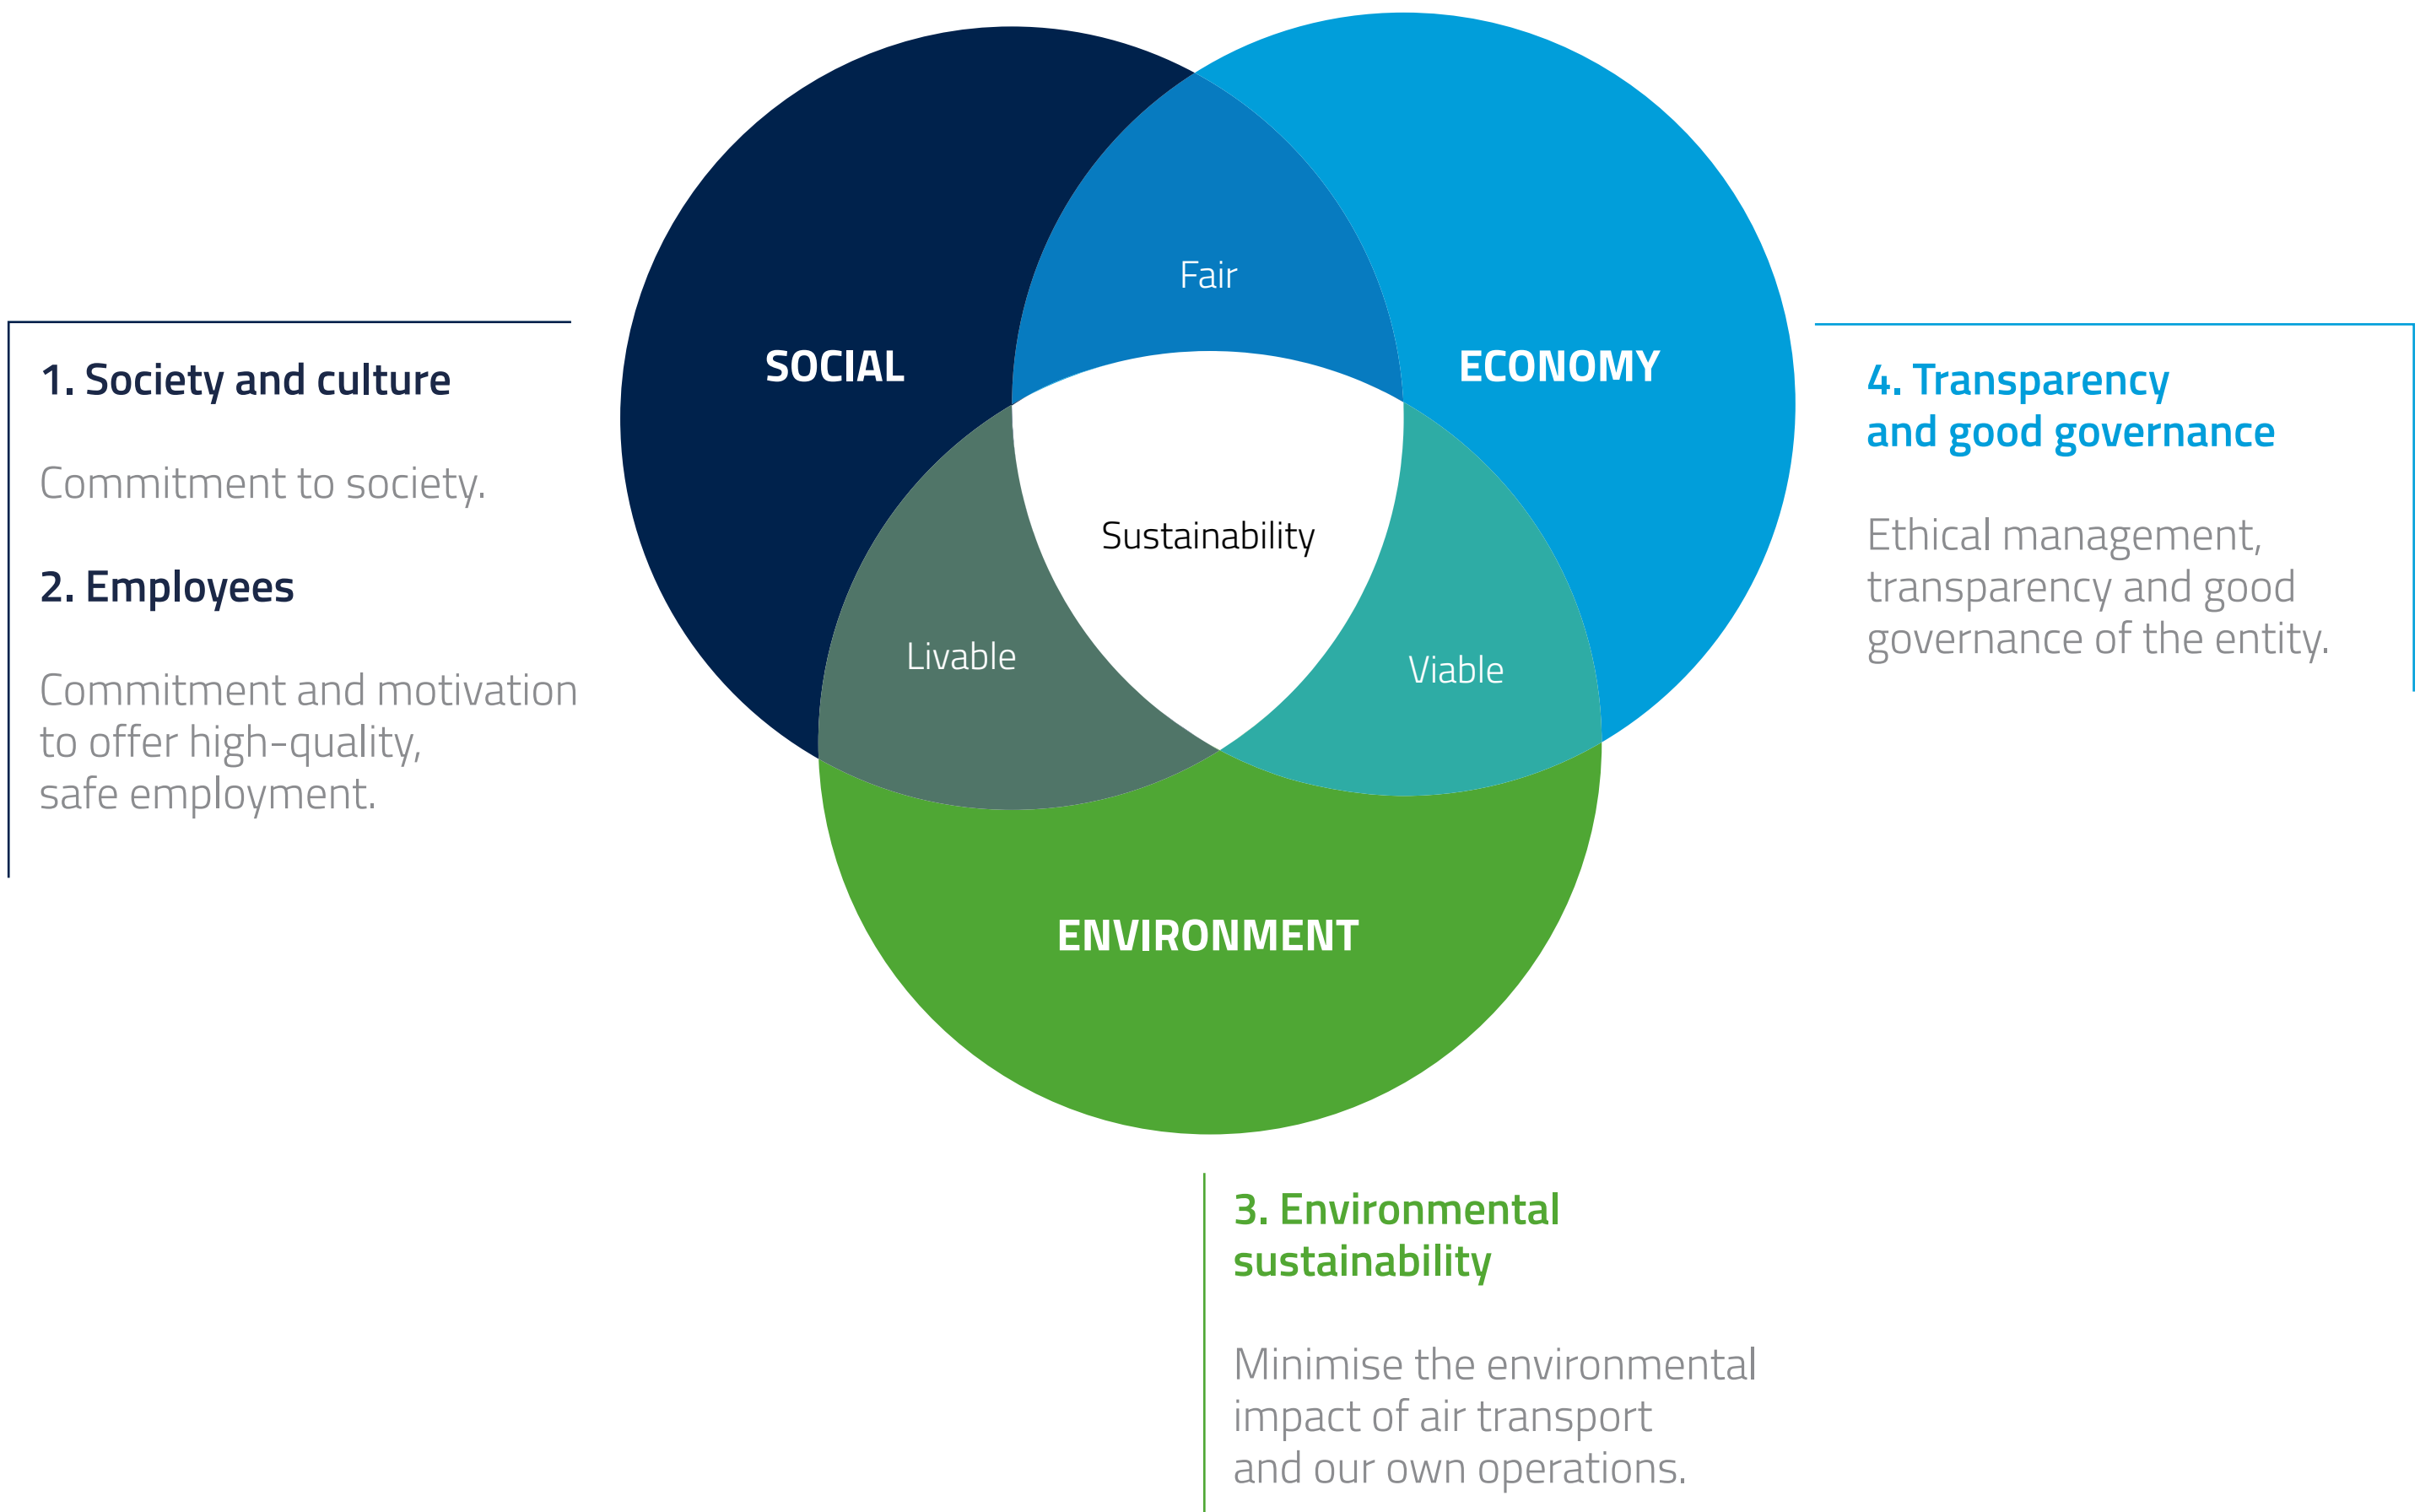 Fair
SOCIAL
ECONOMY
Sustainability
Livable
Viable
ENVIRONMENT
1. Society and culture
Commitment to society.
2. Employees
Commitment and motivation
to offer high-quality,
safe employment.
4. Transparency
and good governance
Ethical management,
transparency and good
governance of the entity.
3. Environmental
sustainability
Minimise the environmental
impact of air transport
and our own operations.